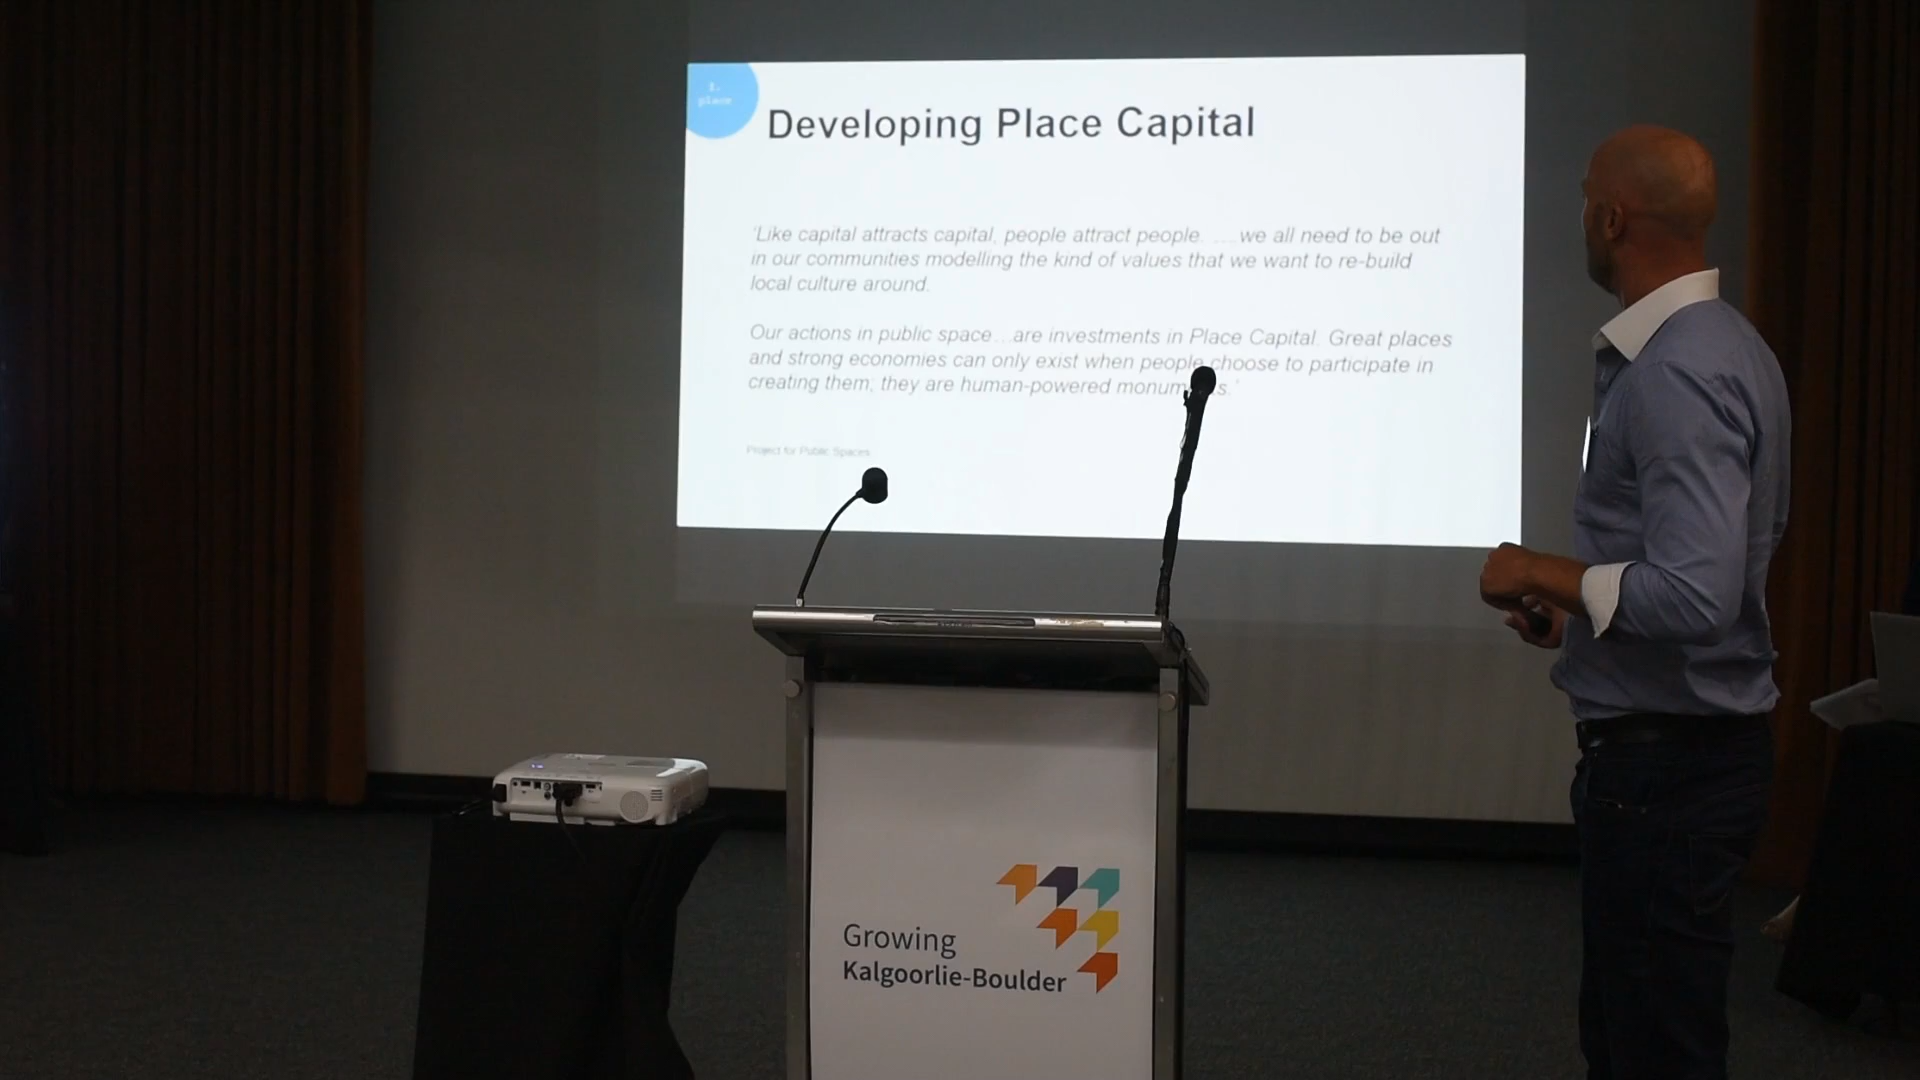 1.
place
Developing Place Capital
'Like capital attracts capital, people attract people. ....we all need to be out
in our communities modelling the kind of values that we want to re-build
local culture around.
Our actions in public space...are investments in Place Capital. Great places
and strong economies can only exist when people choose to participate in
creating them; they are human-powered
Project for Public Spaces
Growing
Kalgoorlie-Boulder